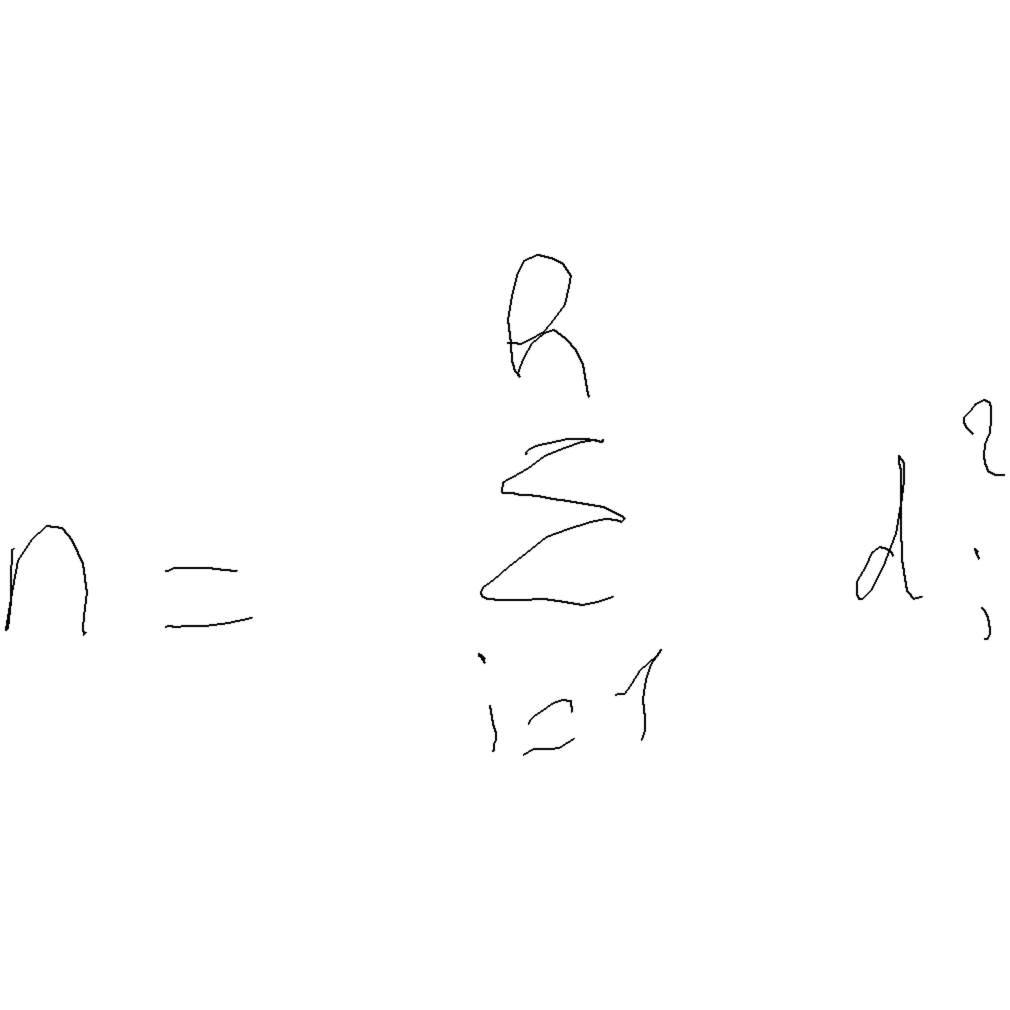 $n = \sum_{i=1}^{h} d_i^2$